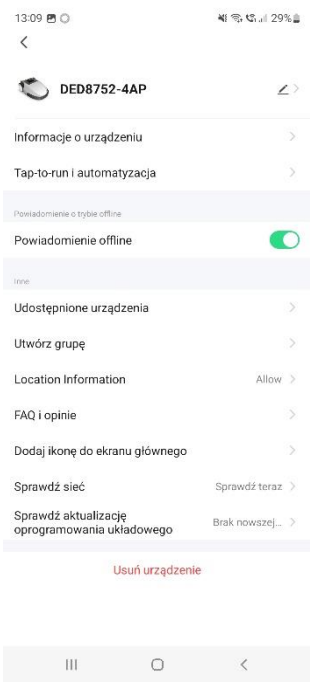 13:09 29%
DED8752-4AP
Informacje o urządzeniu
Tap-to-run i automatyzacja
Powiadomienie o trybie offline
Powiadomienie offline
Inne
Udostępnione urządzenia
Utwórz grupę
Location Information Allow
FAQ i opinie
Dodaj ikonę do ekranu głównego
Sprawdź sieć Sprawdź teraz
Sprawdź aktualizację
oprogramowania układowego Brak nowszej...
Usuń urządzenie